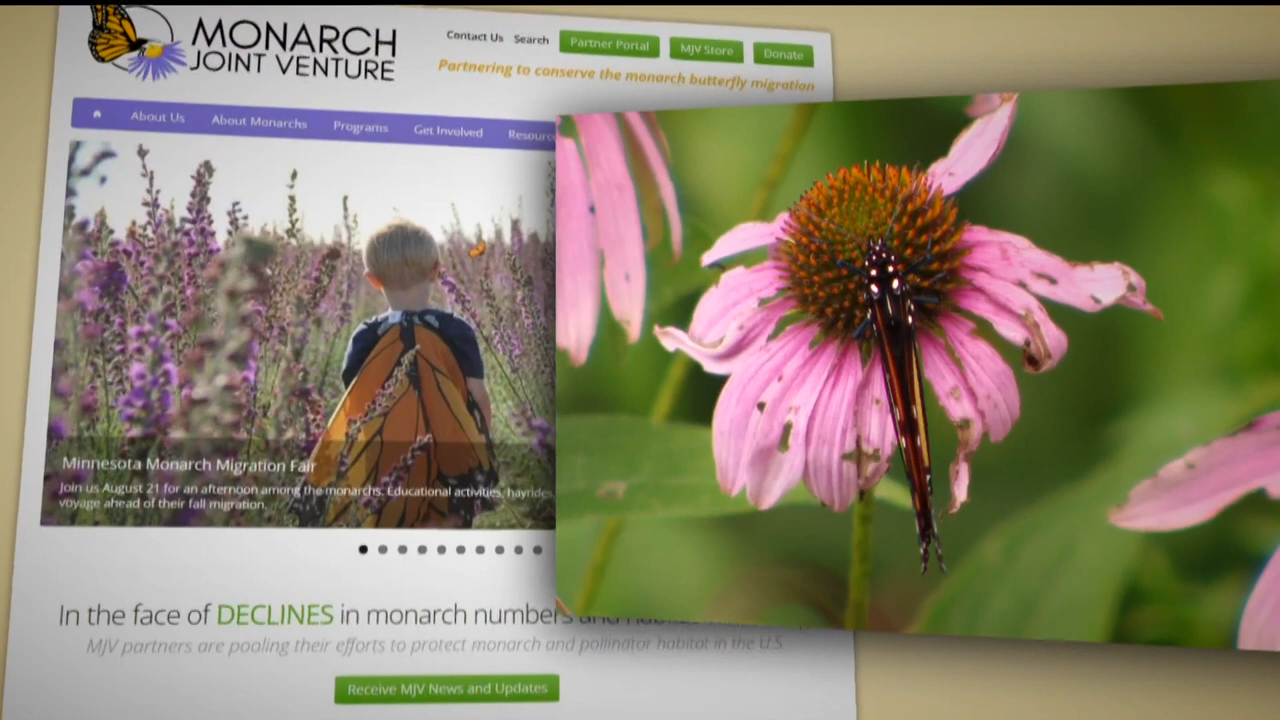 MONARCH
JOINT VENTURE
Contact Us Search Partner Portal MJV Store Donate
Partnering to conserve the monarch butterfly migration
About Us About Monarchs Programs Get Involved
Minnesota Monarch Migration Fair
Join us August 21 for an afternoon among the monarchs. Educational activities, hayrides
voyage ahead of their fall migration.
In the face of DECLINES in monarch numbers and
MJV partners are pooling their efforts to protect monarch and pollinator habitat in the U.S.
Receive MJV News and Updates